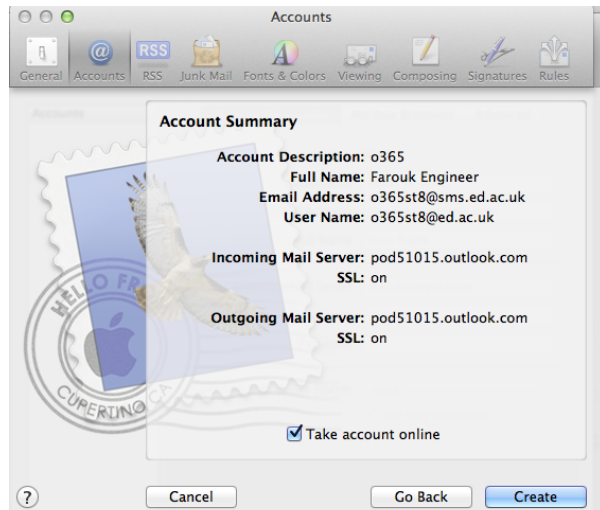 Accounts
General Accounts RSS Junk Mail Fonts & Colors Viewing Composing Signatures Rules
RSS
Accounts
Account Summary
Account Description: o365
Full Name: Farouk Engineer
Email Address: o365st8@sms.ed.ac.uk
User Name: o365st8@ed.ac.uk
Incoming Mail Server: pod51015.outlook.com
SSL: on
Outgoing Mail Server: pod51015.outlook.com
SSL: on
HELLO FR
CUPERTINO CA
Take account online
? Cancel Go Back Create